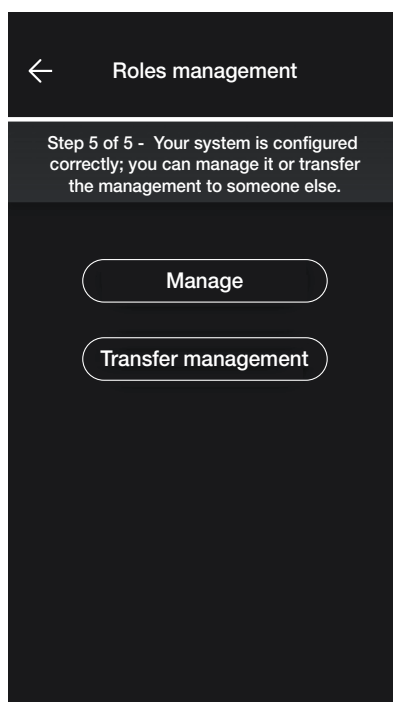 Roles management
Step 5 of 5 - Your system is configured
correctly; you can manage it or transfer
the management to someone else.
Manage
Transfer management